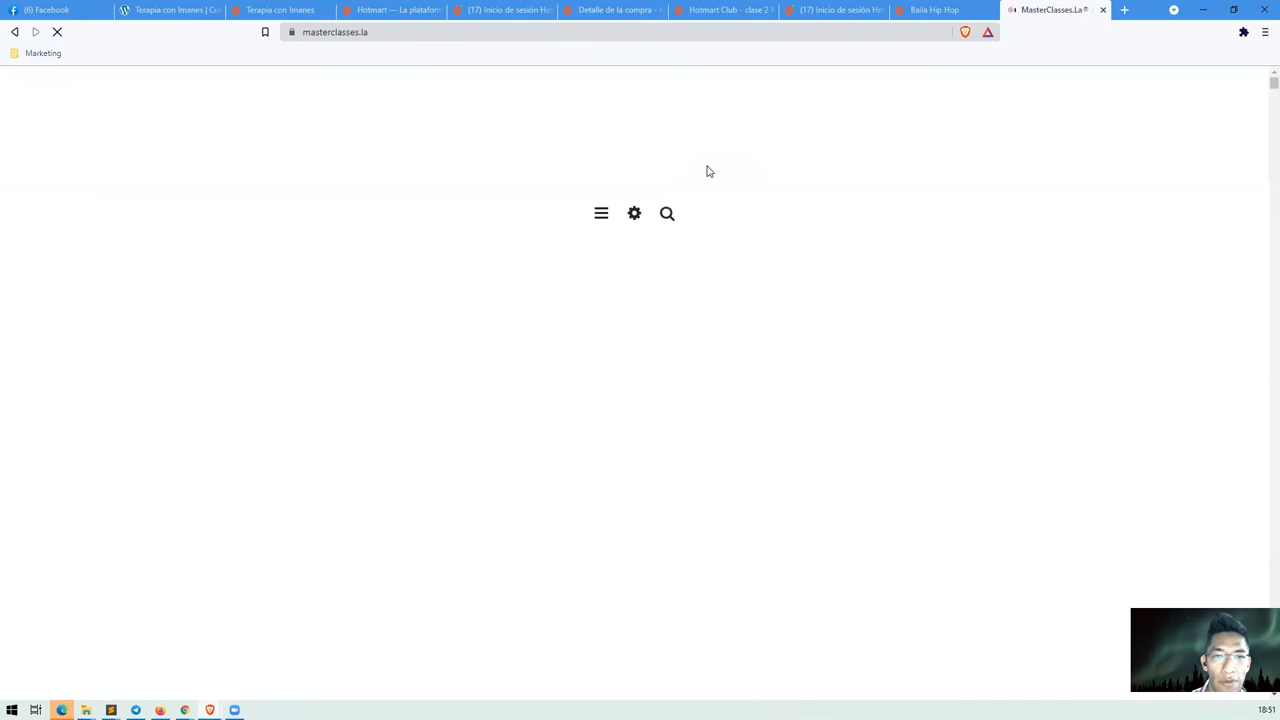 (6) Facebook
Terapia con Imanes | Cu
Terapia con Imanes
Hotmart — La plataform
(17) Inicio de sesión Ho
Detalle de la compra -
Hotmart Club - clase 2
(17) Inicio de sesión Ho
Baila Hip Hop
MasterClasses.La®
masterclasses.la
Marketing
18:51